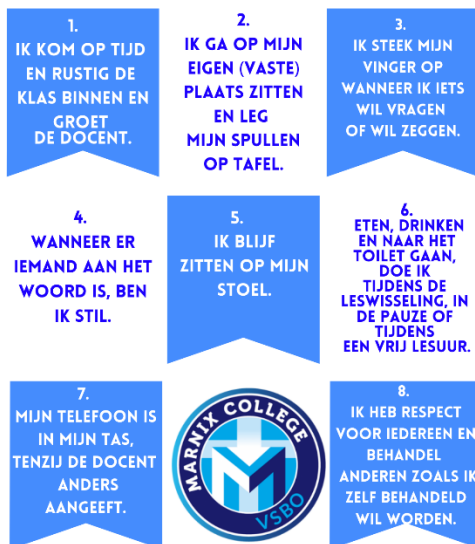 1.
IK KOM OP TIJD
EN RUSTIG DE
KLAS BINNEN EN
GROET
DE DOCENT.
2.
IK GA OP MIJN
EIGEN (VASTE)
PLAATS ZITTEN
EN LEG
MIJN SPULLEN
OP TAFEL.
3.
IK STEEK MIJN
VINGER OP
WANNEER IK IETS
WIL VRAGEN
OF WIL ZEGGEN.
4.
WANNEER ER
IEMAND AAN HET
WOORD IS, BEN
IK STIL.
5.
IK BLIJF
ZITTEN OP MIJN
STOEL.
6.
ETEN, DRINKEN
EN NAAR HET
TOILET GAAN,
DOE IK
TIJDENS DE
LESWISSELING, IN
DE PAUZE OF
TIJDENS
EEN VRIJ LESUUR.
7.
MIJN TELEFOON IS
IN MIJN TAS,
TENZIJ DE DOCENT
ANDERS
AANGEEFT.
MARNIX COLLEGE
VSBO
8.
IK HEB RESPECT
VOOR IEDEREEN EN
BEHANDEL
ANDEREN ZOALS IK
ZELF BEHANDELD
WIL WORDEN.